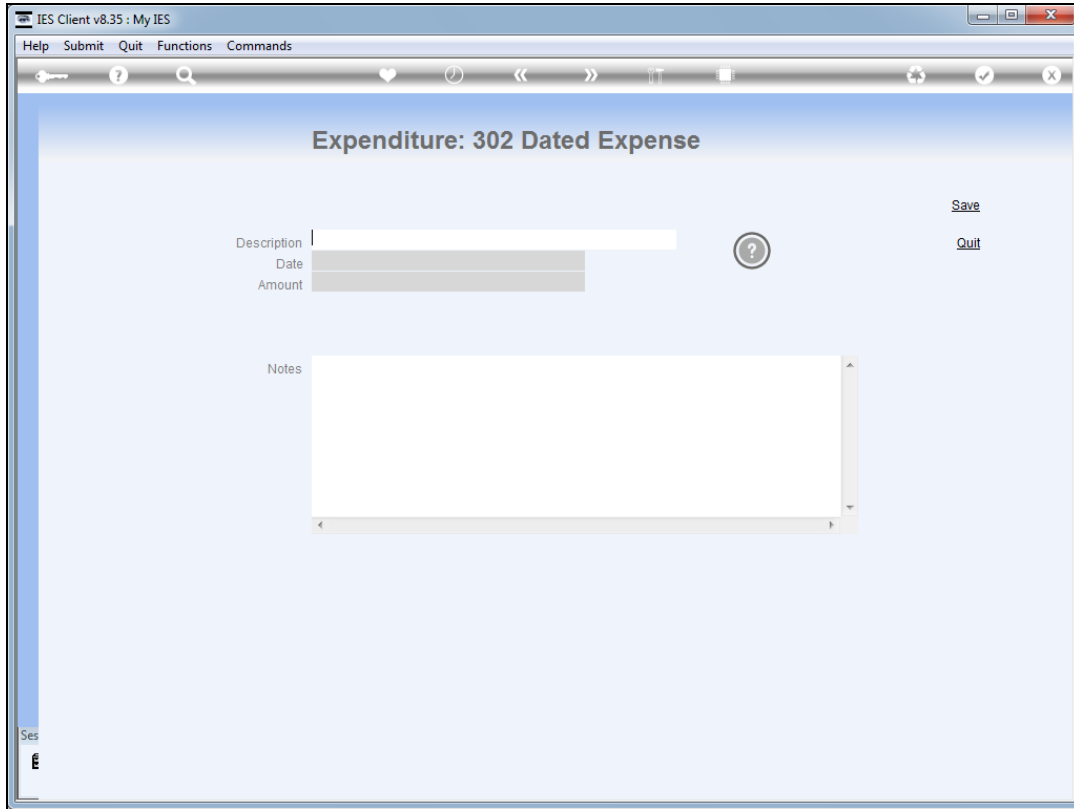 IES Client v8.35 : My IES
Help Submit Quit Functions Commands
Expenditure: 302 Dated Expense
Save
Description
Quit
Date
Amount
Notes
Ses